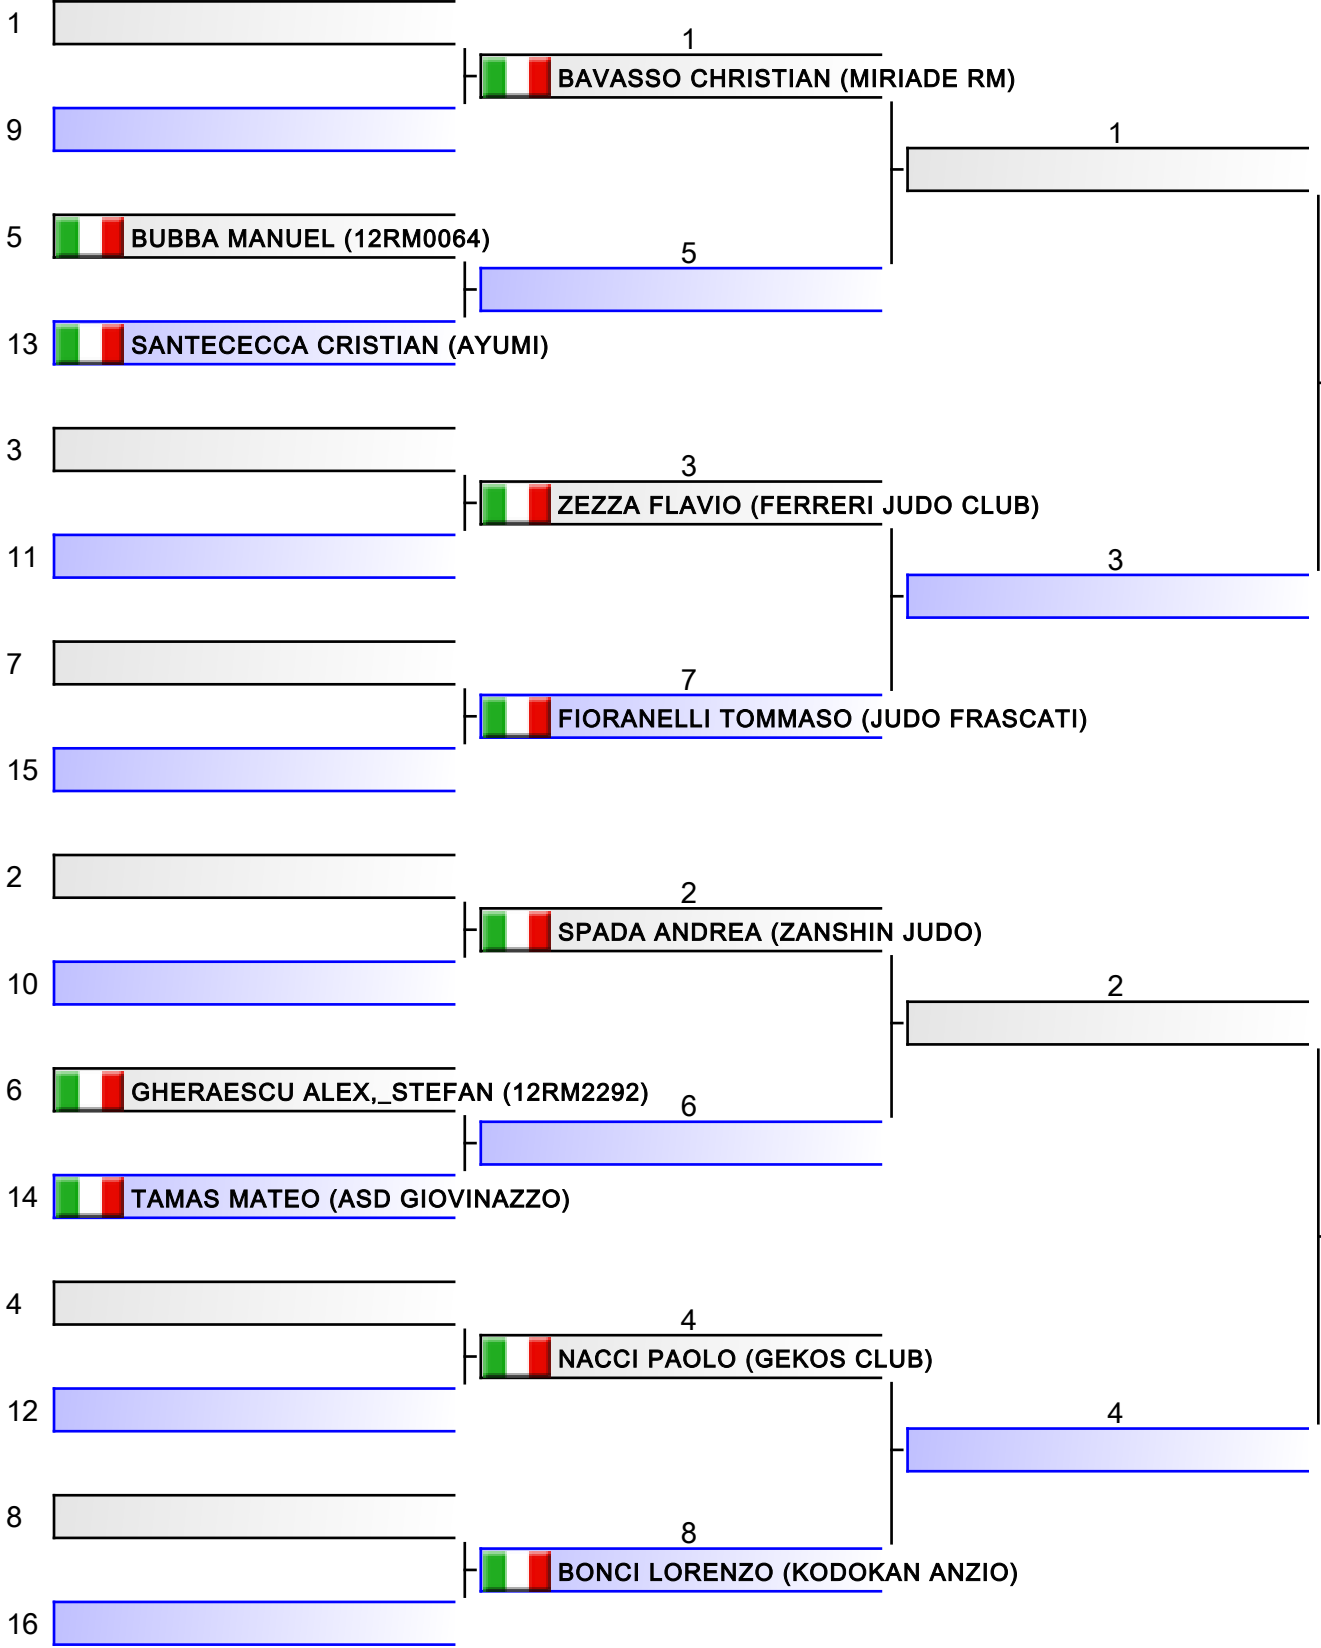 1
1
BAVASSO CHRISTIAN (MIRIADE RM)
9
1
5
BUBBA MANUEL (12RM0064)
5
13
SANTECECCA CRISTIAN (AYUMI)
3
3
ZEZZA FLAVIO (FERRERI JUDO CLUB)
11
3
7
7
FIORANELLI TOMMASO (JUDO FRASCATI)
15
2
2
SPADA ANDREA (ZANSHIN JUDO)
10
2
6
GHERAESCU ALEX,_STEFAN (12RM2292)
6
14
TAMAS MATEO (ASD GIOVINAZZO)
4
4
NACCI PAOLO (GEKOS CLUB)
12
4
8
8
BONCI LORENZO (KODOKAN ANZIO)
16